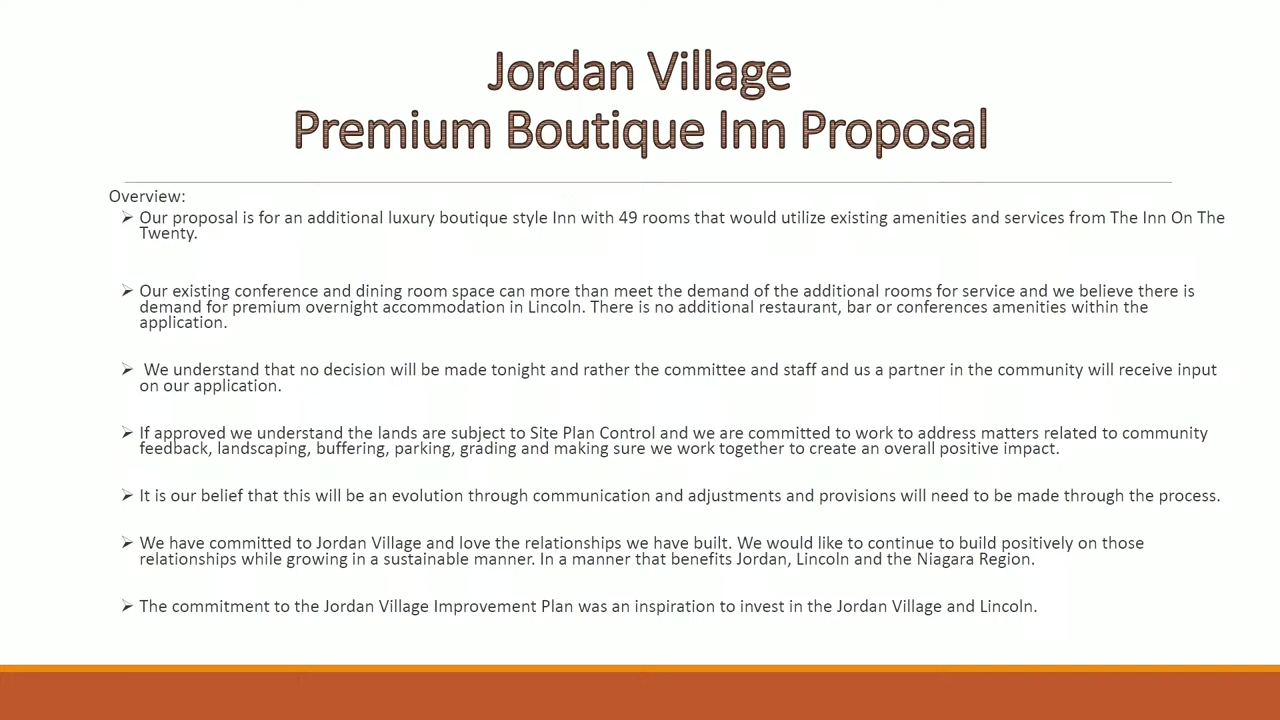 Jordan Village
Premium Boutique Inn Proposal
Overview:
➢ Our proposal is for an additional luxury boutique style Inn with 49 rooms that would utilize existing amenities and services from The Inn On The
Twenty.
➢ Our existing conference and dining room space can more than meet the demand of the additional rooms for service and we believe there is
demand for premium overnight accommodation in Lincoln. There is no additional restaurant, bar or conferences amenities within the
application.
➢ We understand that no decision will be made tonight and rather the committee and staff and us a partner in the community will receive input
on our application.
➢ If approved we understand the lands are subject to Site Plan Control and we are committed to work to address matters related to community
feedback, landscaping, buffering, parking, grading and making sure we work together to create an overall positive impact.
➢ It is our belief that this will be an evolution through communication and adjustments and provisions will need to be made through the process.
➢ We have committed to Jordan Village and love the relationships we have built. We would like to continue to build positively on those
relationships while growing in a sustainable manner. In a manner that benefits Jordan, Lincoln and the Niagara Region.
➢ The commitment to the Jordan Village Improvement Plan was an inspiration to invest in the Jordan Village and Lincoln.